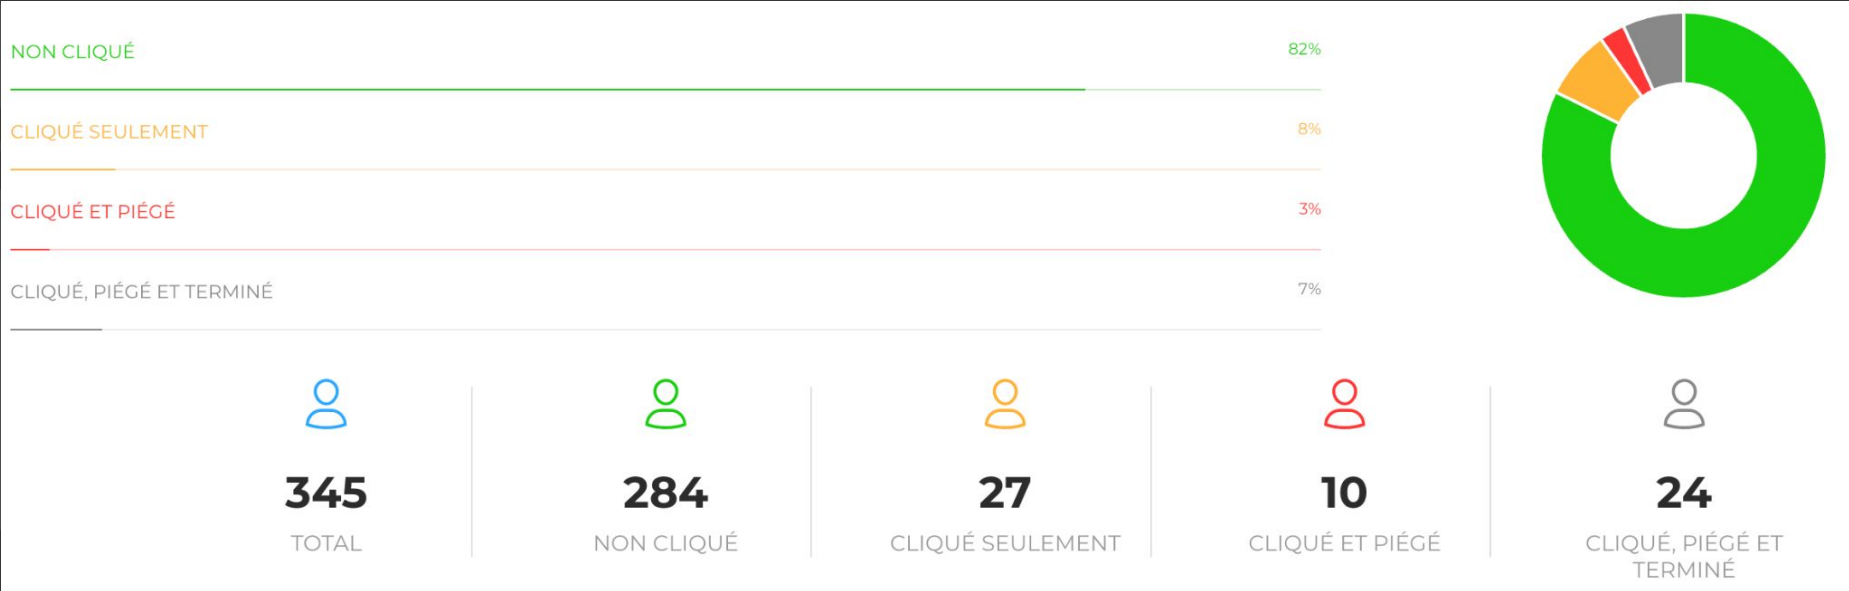 NON CLIQUÉ
82%
CLIQUÉ SEULEMENT
8%
CLIQUÉ ET PIÉGÉ
3%
CLIQUÉ, PIÉGÉ ET TERMINÉ
7%
345
TOTAL
284
NON CLIQUÉ
27
CLIQUÉ SEULEMENT
10
CLIQUÉ ET PIÉGÉ
24
CLIQUÉ, PIÉGÉ ET
TERMINÉ